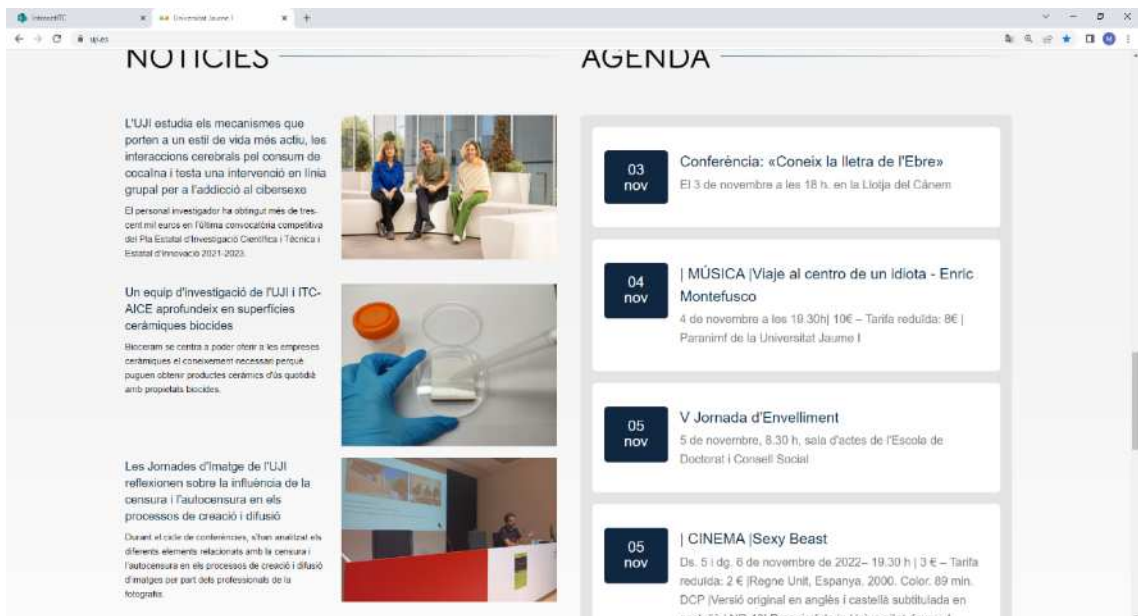 Universitat Jaume I
uji.es
NOTÍCIES
L'UJI estudia els mecanismes que
porten a un estil de vida més actiu, les
interaccions cerebrals pel consum de
cocaïna i testa una intervenció en línia
grupal per a l'addicció al cibersexe
El personal investigador ha obtingut més de tres-
cent mil euros en l'última convocatòria competitiva
del Pla Estatal d'Investigació Científica i Tècnica i
Estatal d'Innovació 2021-2023.
Un equip d'investigació de l'UJI i ITC-
AICE aprofundeix en superfícies
ceràmiques biocides
Bioceram se centra a poder oferir a les empreses
ceràmiques el coneixement necessari perquè
puguen obtenir productes ceràmics d'ús quotidià
amb propietats biocides.
Les Jornades d'Imatge de l'UJI
reflexionen sobre la influència de la
censura i l'autocensura en els
processos de creació i difusió
Durant el cicle de conferències, s'han analitzat els
diferents elements relacionats amb la censura i
l'autocensura en els processos de creació i difusió
d'imatges per part dels professionals de la
fotografia.
AGENDA
03
nov
Conferència: «Coneix la lletra de l'Ebre»
El 3 de novembre a les 18 h. en la Llotja del Cànem
04
nov
| MÚSICA |Viaje al centro de un idiota - Enric
Montefusco
4 de novembre a les 19.30h| 10€ – Tarifa reduïda: 8€ |
Paranimf de la Universitat Jaume I
05
nov
V Jornada d'Envelliment
5 de novembre, 8.30 h, sala d'actes de l'Escola de
Doctorat i Consell Social
05
nov
| CINEMA |Sexy Beast
Ds. 5 i dg. 6 de novembre de 2022– 19.30 h | 3 € – Tarifa
reduïda: 2 € |Regne Unit, Espanya. 2000. Color. 89 min.
DCP |Versió original en anglès i castellà subtitulada en